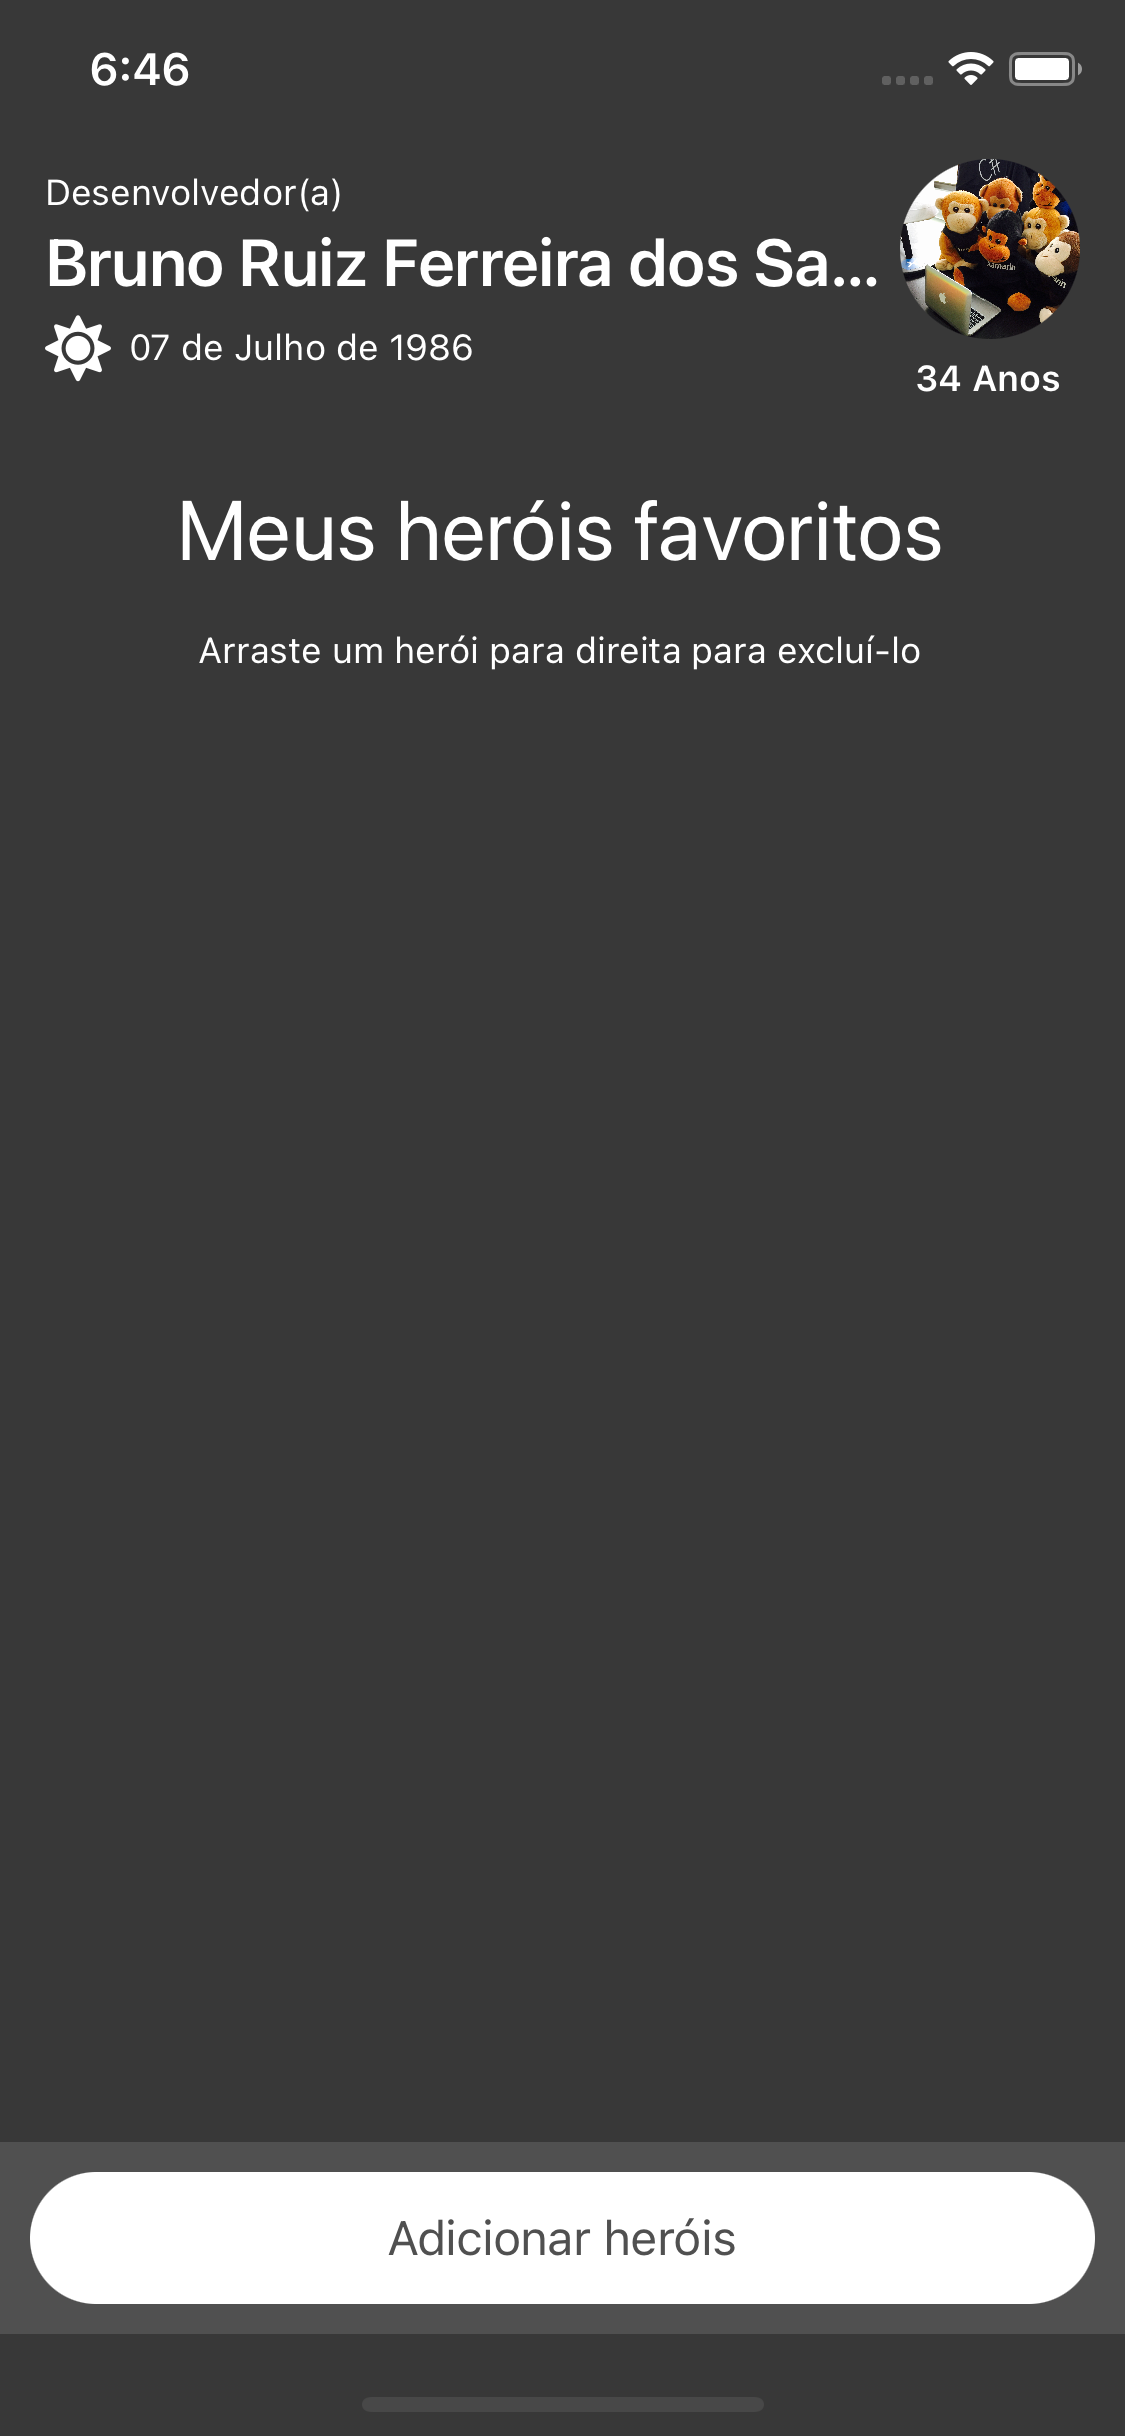 6:46
Desenvolvedor(a)
Bruno Ruiz Ferreira dos Sa...
07 de Julho de 1986
C#
34 Anos
Meus heróis favoritos
Arraste um herói para direita para excluí-lo
Adicionar heróis